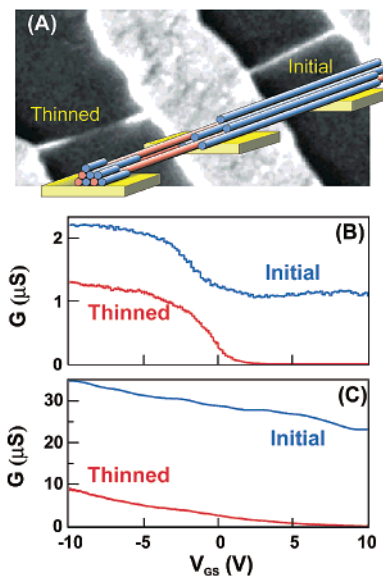 (A)
Initial
Thinned
(B)
2
Initial
1
G (μS)
Thinned
0
(C)
30
Initial
20
G (μS)
10
Thinned
0
-10 -5 0 5 10
V_GS (V)